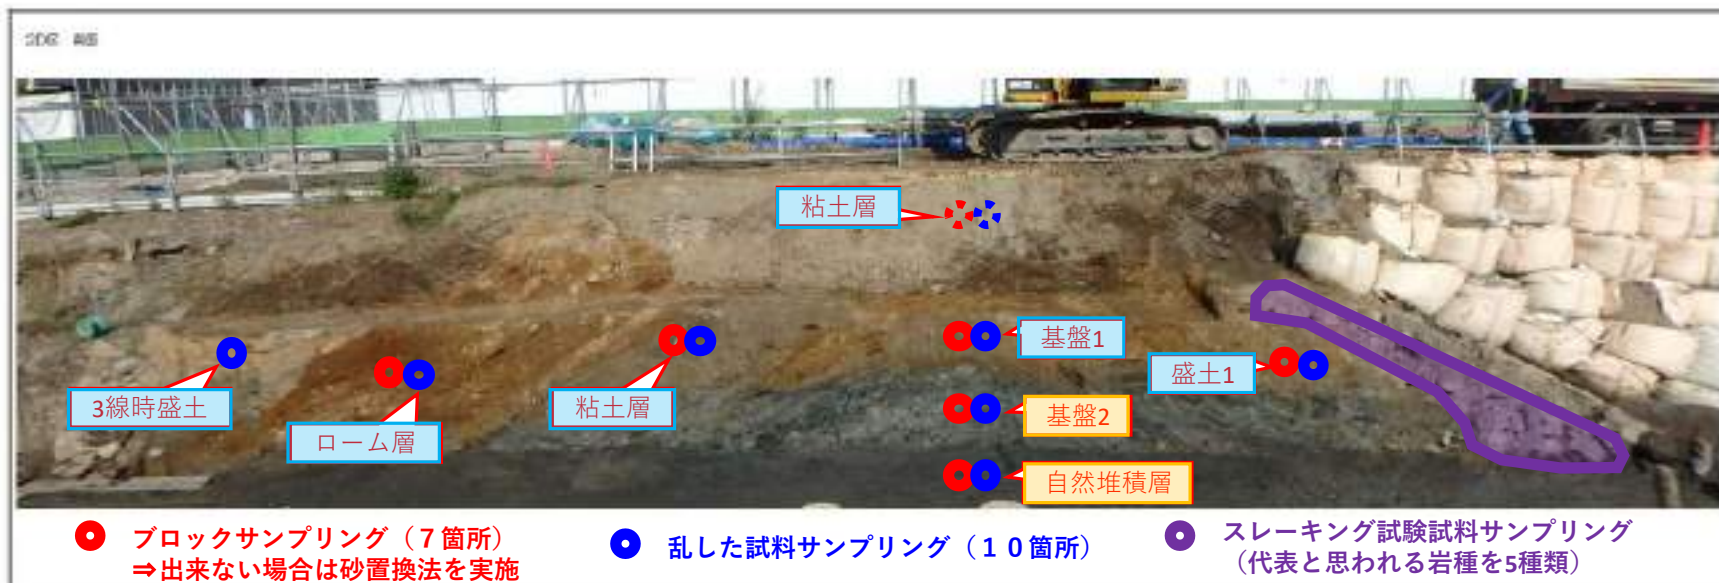 粘土層
基盤1
盛土1
3線時盛土
粘土層
基盤2
ローム層
自然堆積層
ブロックサンプリング（７箇所）
⇒出来ない場合は砂置換法を実施
乱した試料サンプリング（１０箇所）
スレーキング試験試料サンプリング
（代表と思われる岩種を5種類）